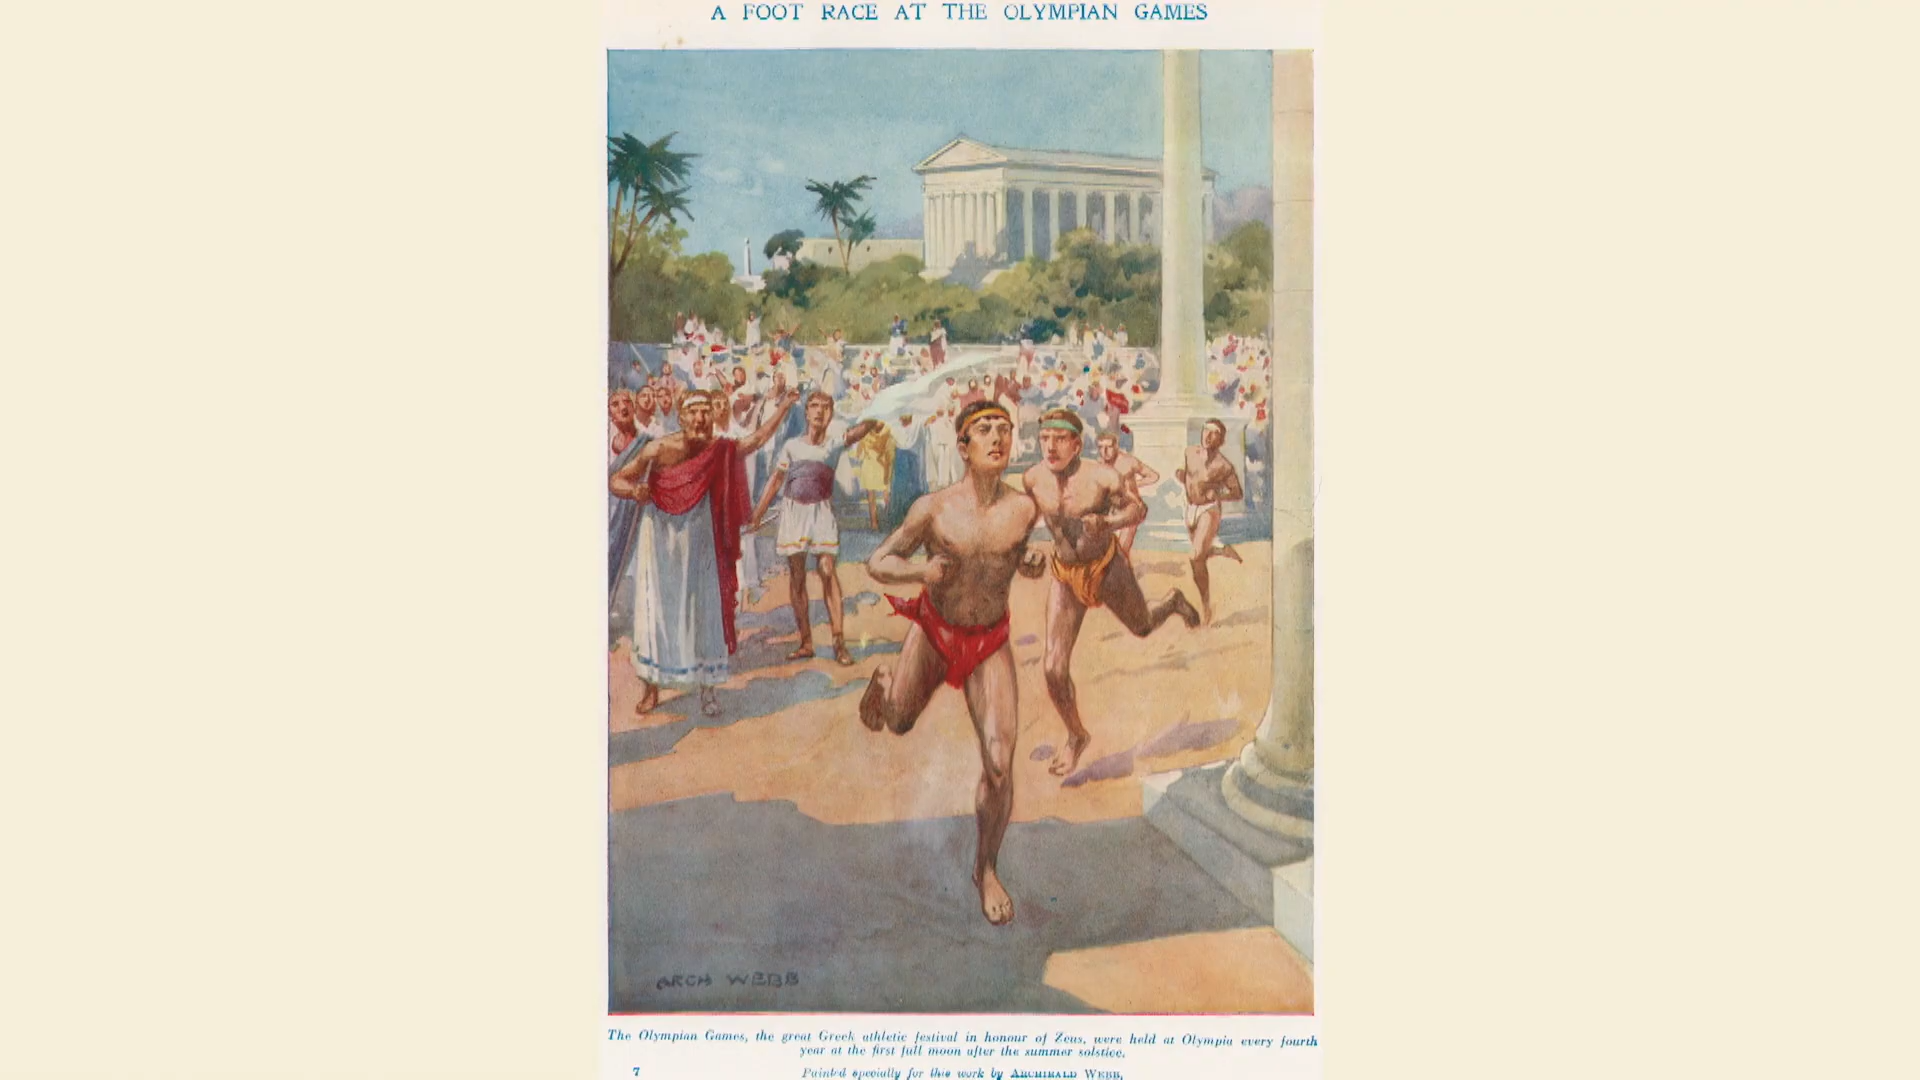 A FOOT RACE AT THE OLYMPIAN GAMES
ARCH WEBB
The Olympian Games, the great Greek athletic festival in honour of Zeus, were held at Olympia every fourth
year at the first full moon after the summer solstice.
7
Painted specially for this work by ARCHIBALD WEBB.